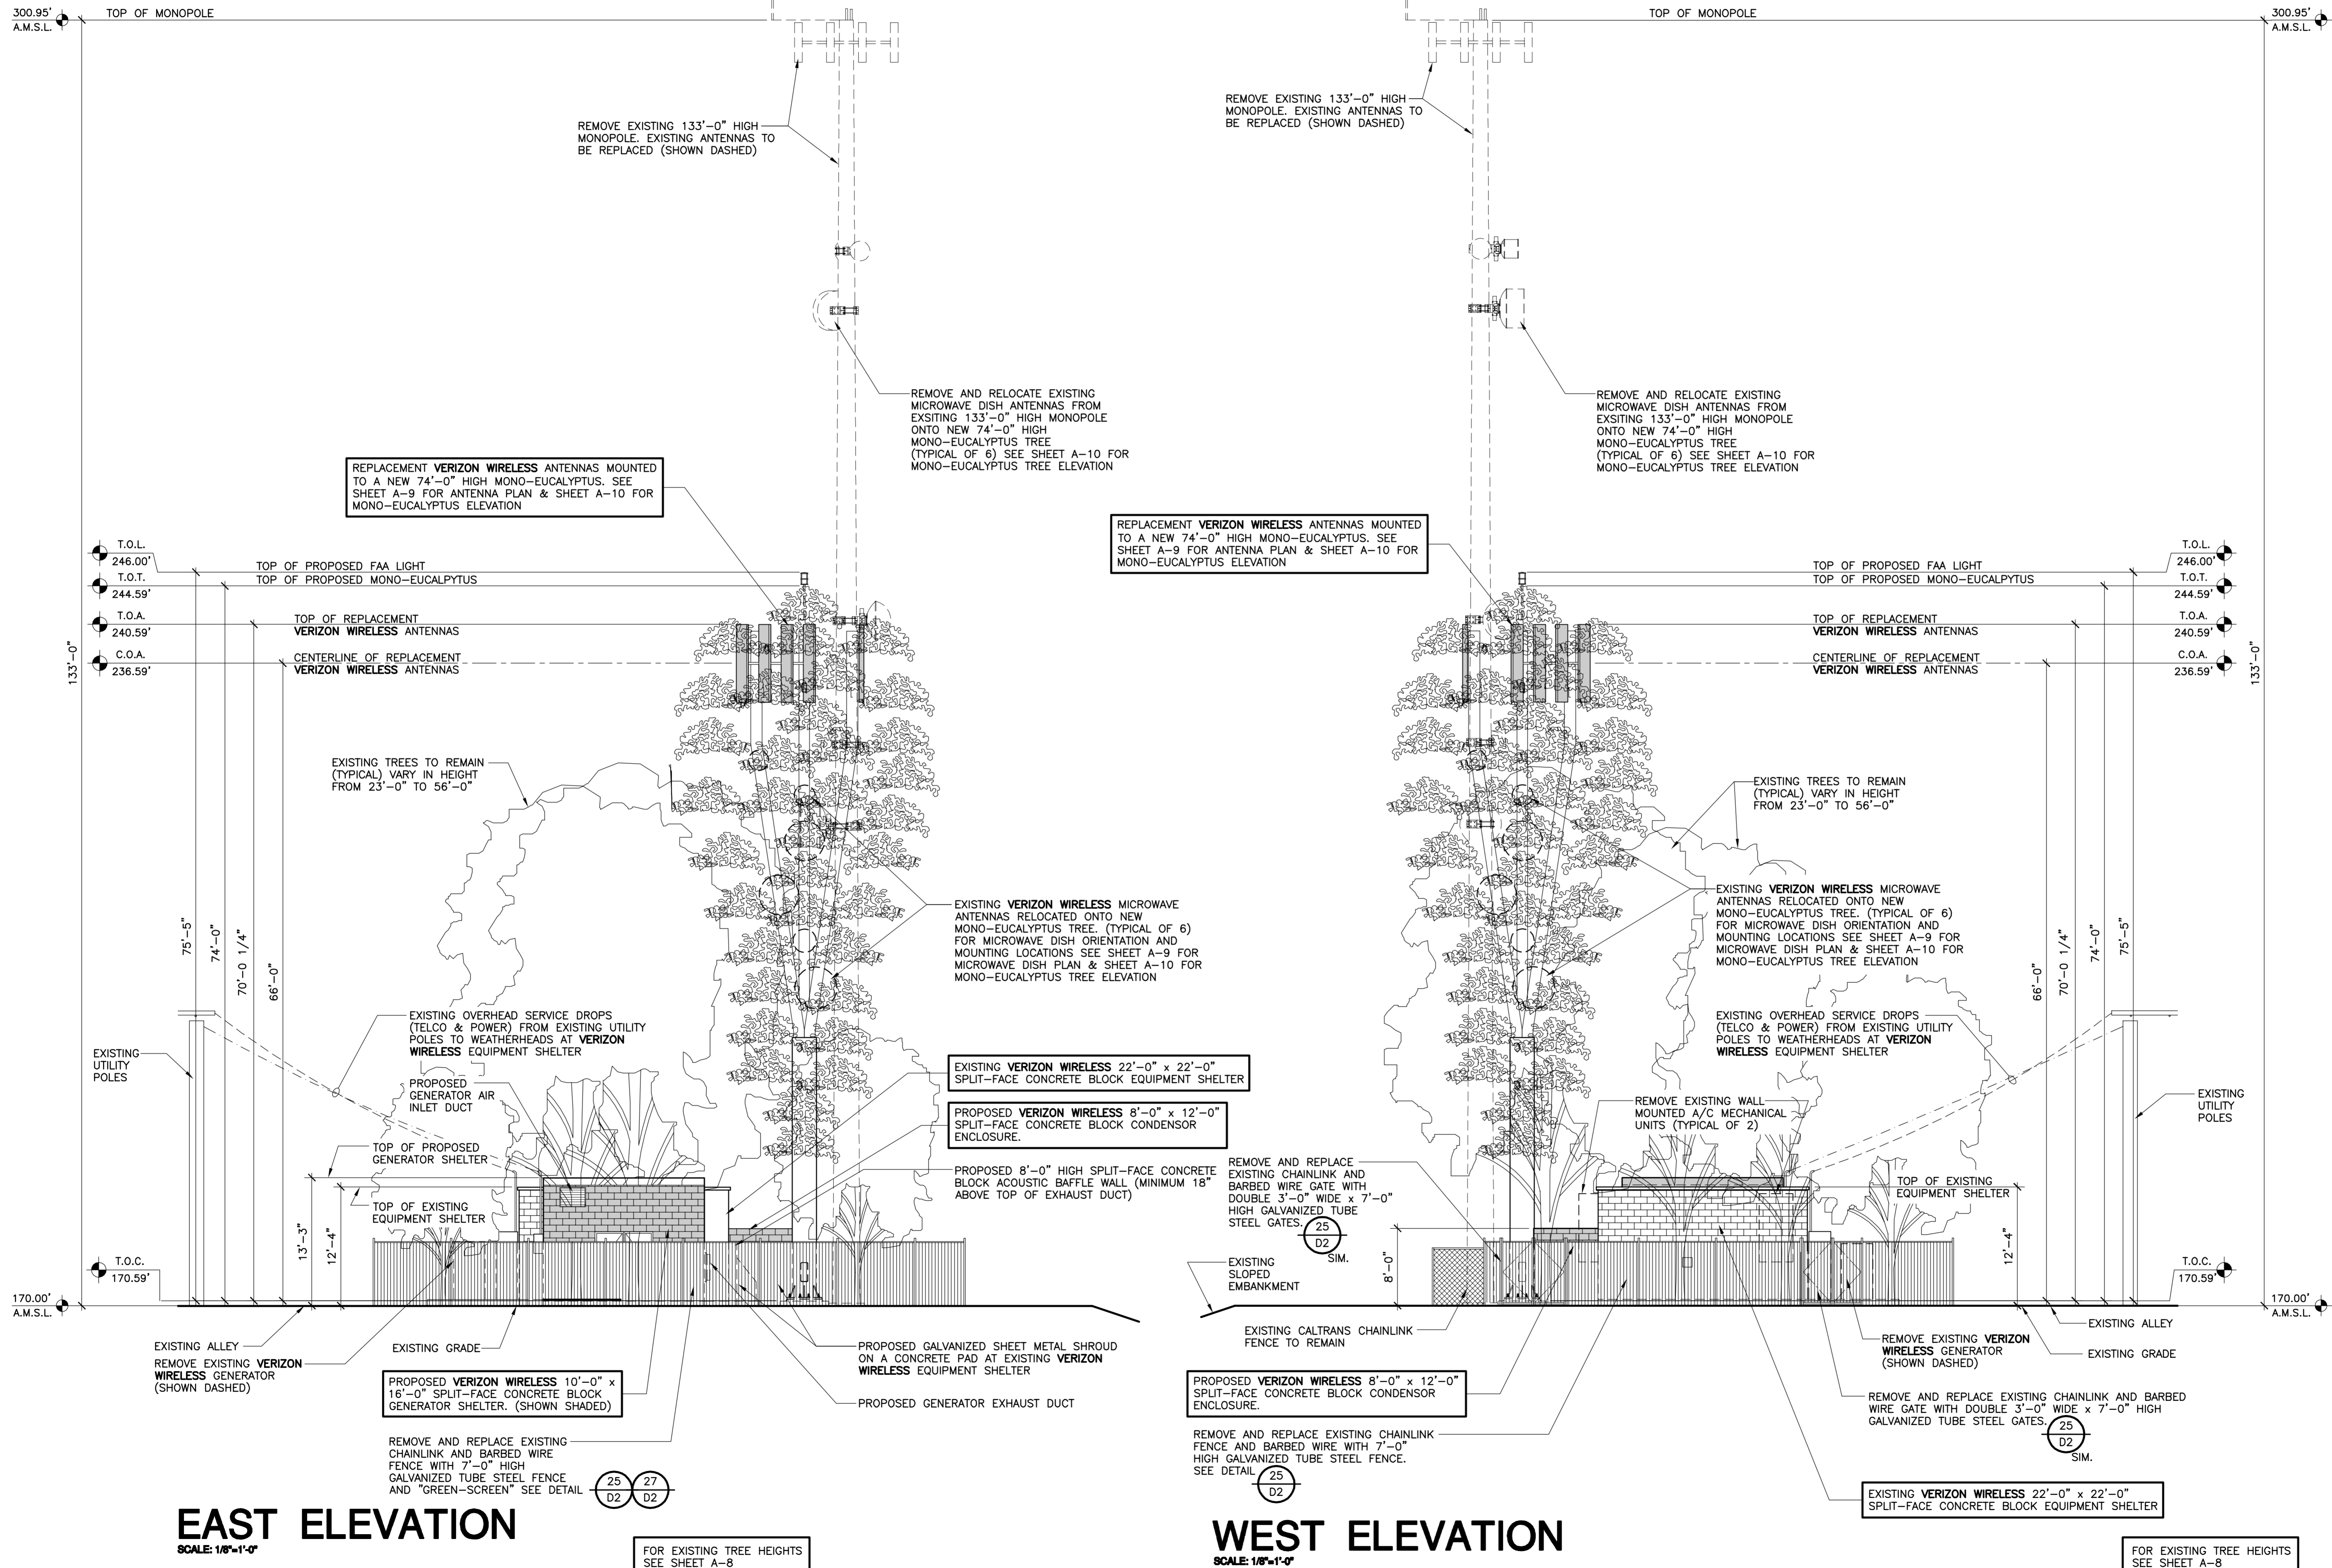 300.95'
A.M.S.L.
TOP OF MONOPOLE
133'-0"
REMOVE EXISTING 133'-0" HIGH
MONOPOLE. EXISTING ANTENNAS TO
BE REPLACED (SHOWN DASHED)
REMOVE AND RELOCATE EXISTING
MICROWAVE DISH ANTENNAS FROM
EXSITING 133'-0" HIGH MONOPOLE
ONTO NEW 74'-0" HIGH
MONO-EUCALYPTUS TREE
(TYPICAL OF 6) SEE SHEET A-10 FOR
MONO-EUCALYPTUS TREE ELEVATION
REPLACEMENT VERIZON WIRELESS ANTENNAS MOUNTED
TO A NEW 74'-0" HIGH MONO-EUCALYPTUS. SEE
SHEET A-9 FOR ANTENNA PLAN & SHEET A-10 FOR
MONO-EUCALYPTUS ELEVATION
T.O.L.
246.00'
TOP OF PROPOSED FAA LIGHT
T.O.T.
244.59'
TOP OF PROPOSED MONO-EUCALPYTUS
T.O.A.
240.59'
TOP OF REPLACEMENT
VERIZON WIRELESS ANTENNAS
C.O.A.
236.59'
CENTERLINE OF REPLACEMENT
VERIZON WIRELESS ANTENNAS
EXISTING TREES TO REMAIN
(TYPICAL) VARY IN HEIGHT
FROM 23'-0" TO 56'-0"
75'-5"
74'-0"
70'-0 1/4"
66'-0"
EXISTING VERIZON WIRELESS MICROWAVE
ANTENNAS RELOCATED ONTO NEW
MONO-EUCALYPTUS TREE. (TYPICAL OF 6)
FOR MICROWAVE DISH ORIENTATION AND
MOUNTING LOCATIONS SEE SHEET A-9 FOR
MICROWAVE DISH PLAN & SHEET A-10 FOR
MONO-EUCALYPTUS TREE ELEVATION
EXISTING OVERHEAD SERVICE DROPS
(TELCO & POWER) FROM EXISTING UTILITY
POLES TO WEATHERHEADS AT VERIZON
WIRELESS EQUIPMENT SHELTER
EXISTING
UTILITY
POLES
PROPOSED
GENERATOR AIR
INLET DUCT
EXISTING VERIZON WIRELESS 22'-0" x 22'-0"
SPLIT-FACE CONCRETE BLOCK EQUIPMENT SHELTER
PROPOSED VERIZON WIRELESS 8'-0" x 12'-0"
SPLIT-FACE CONCRETE BLOCK CONDENSOR
ENCLOSURE.
TOP OF PROPOSED
GENERATOR SHELTER
PROPOSED 8'-0" HIGH SPLIT-FACE CONCRETE
BLOCK ACOUSTIC BAFFLE WALL (MINIMUM 18"
ABOVE TOP OF EXHAUST DUCT)
TOP OF EXISTING
EQUIPMENT SHELTER
13'-3"
12'-4"
T.O.C.
170.59'
170.00'
A.M.S.L.
EXISTING ALLEY
EXISTING GRADE
REMOVE EXISTING VERIZON
WIRELESS GENERATOR
(SHOWN DASHED)
PROPOSED GALVANIZED SHEET METAL SHROUD
ON A CONCRETE PAD AT EXISTING VERIZON
WIRELESS EQUIPMENT SHELTER
PROPOSED VERIZON WIRELESS 10'-0" x
16'-0" SPLIT-FACE CONCRETE BLOCK
GENERATOR SHELTER. (SHOWN SHADED)
PROPOSED GENERATOR EXHAUST DUCT
REMOVE AND REPLACE EXISTING
CHAINLINK AND BARBED WIRE
FENCE WITH 7'-0" HIGH
GALVANIZED TUBE STEEL FENCE
AND "GREEN-SCREEN" SEE DETAIL
25
D2
27
D2
EAST ELEVATION
SCALE: 1/8"=1'-0"
FOR EXISTING TREE HEIGHTS
SEE SHEET A-8
TOP OF MONOPOLE
300.95'
A.M.S.L.
133'-0"
REMOVE EXISTING 133'-0" HIGH
MONOPOLE. EXISTING ANTENNAS TO
BE REPLACED (SHOWN DASHED)
REMOVE AND RELOCATE EXISTING
MICROWAVE DISH ANTENNAS FROM
EXSITING 133'-0" HIGH MONOPOLE
ONTO NEW 74'-0" HIGH
MONO-EUCALYPTUS TREE
(TYPICAL OF 6) SEE SHEET A-10 FOR
MONO-EUCALYPTUS TREE ELEVATION
REPLACEMENT VERIZON WIRELESS ANTENNAS MOUNTED
TO A NEW 74'-0" HIGH MONO-EUCALYPTUS. SEE
SHEET A-9 FOR ANTENNA PLAN & SHEET A-10 FOR
MONO-EUCALYPTUS ELEVATION
TOP OF PROPOSED FAA LIGHT
T.O.L.
246.00'
TOP OF PROPOSED MONO-EUCALPYTUS
T.O.T.
244.59'
TOP OF REPLACEMENT
VERIZON WIRELESS ANTENNAS
T.O.A.
240.59'
CENTERLINE OF REPLACEMENT
VERIZON WIRELESS ANTENNAS
C.O.A.
236.59'
EXISTING TREES TO REMAIN
(TYPICAL) VARY IN HEIGHT
FROM 23'-0" TO 56'-0"
EXISTING VERIZON WIRELESS MICROWAVE
ANTENNAS RELOCATED ONTO NEW
MONO-EUCALYPTUS TREE. (TYPICAL OF 6)
FOR MICROWAVE DISH ORIENTATION AND
MOUNTING LOCATIONS SEE SHEET A-9 FOR
MICROWAVE DISH PLAN & SHEET A-10 FOR
MONO-EUCALYPTUS TREE ELEVATION
66'-0"
70'-0 1/4"
74'-0"
75'-5"
EXISTING OVERHEAD SERVICE DROPS
(TELCO & POWER) FROM EXISTING UTILITY
POLES TO WEATHERHEADS AT VERIZON
WIRELESS EQUIPMENT SHELTER
REMOVE EXISTING WALL
MOUNTED A/C MECHANICAL
UNITS (TYPICAL OF 2)
EXISTING
UTILITY
POLES
REMOVE AND REPLACE
EXISTING CHAINLINK AND
BARBED WIRE GATE WITH
DOUBLE 3'-0" WIDE x 7'-0"
HIGH GALVANIZED TUBE
STEEL GATES.
25
D2
SIM.
TOP OF EXISTING
EQUIPMENT SHELTER
8'-0"
12'-4"
EXISTING
SLOPED
EMBANKMENT
T.O.C.
170.59'
170.00'
A.M.S.L.
EXISTING CALTRANS CHAINLINK
FENCE TO REMAIN
EXISTING ALLEY
EXISTING GRADE
REMOVE EXISTING VERIZON
WIRELESS GENERATOR
(SHOWN DASHED)
PROPOSED VERIZON WIRELESS 8'-0" x 12'-0"
SPLIT-FACE CONCRETE BLOCK CONDENSOR
ENCLOSURE.
REMOVE AND REPLACE EXISTING CHAINLINK AND BARBED
WIRE GATE WITH DOUBLE 3'-0" WIDE x 7'-0" HIGH
GALVANIZED TUBE STEEL GATES.
25
D2
SIM.
REMOVE AND REPLACE EXISTING CHAINLINK
FENCE AND BARBED WIRE WITH 7'-0"
HIGH GALVANIZED TUBE STEEL FENCE.
SEE DETAIL
25
D2
EXISTING VERIZON WIRELESS 22'-0" x 22'-0"
SPLIT-FACE CONCRETE BLOCK EQUIPMENT SHELTER
WEST ELEVATION
SCALE: 1/8"=1'-0"
FOR EXISTING TREE HEIGHTS
SEE SHEET A-8